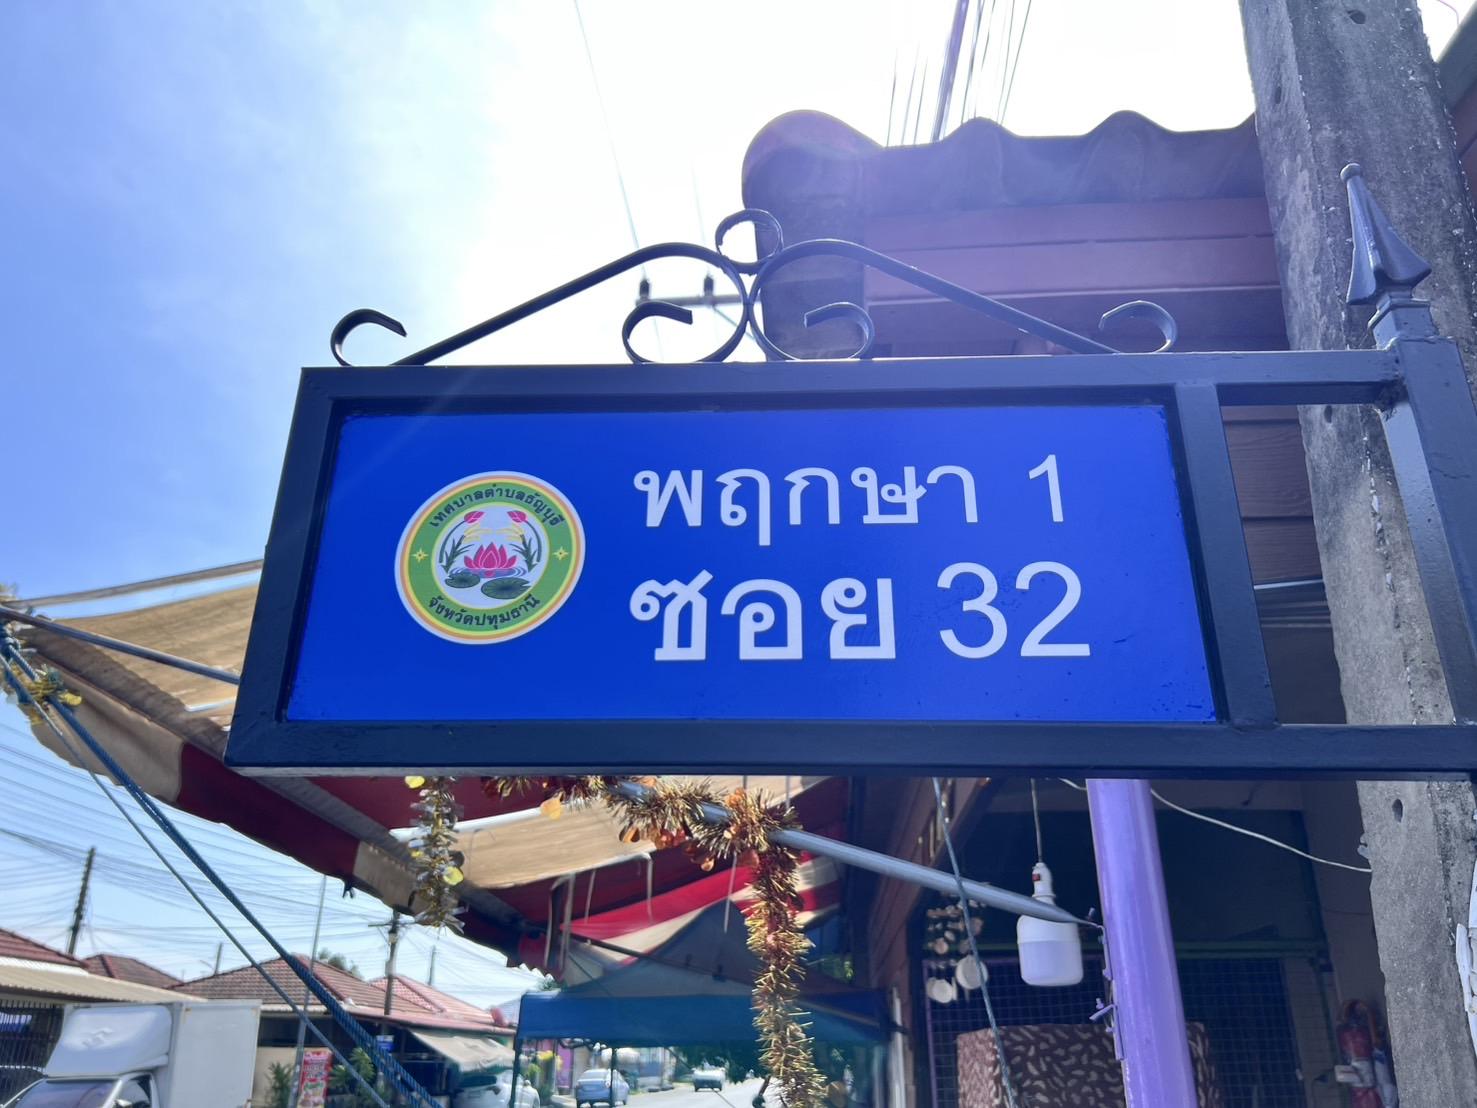 พฤกษา 1
ซอย 32
เทศบาลตำบลธัญบุรี
จังหวัดปทุมธานี